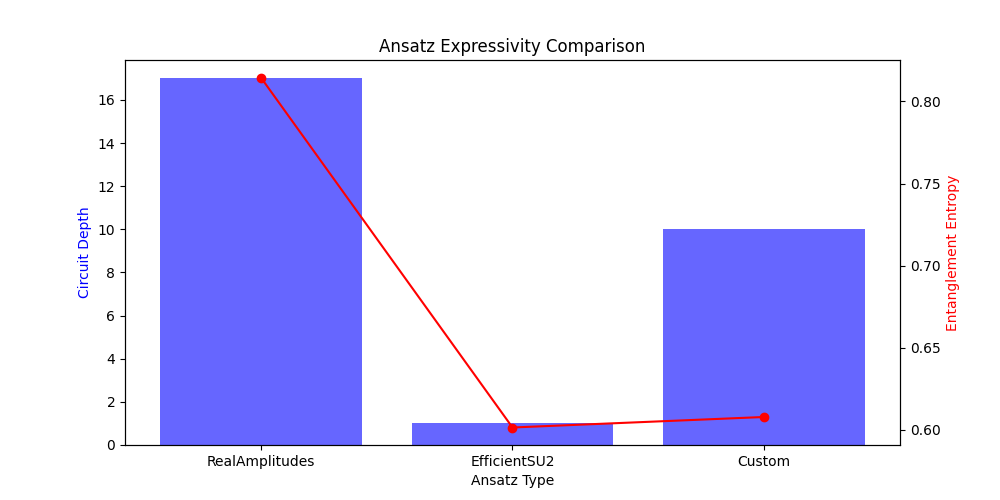 Ansatz Expressivity Comparison
Circuit Depth
16
14
12
10
8
6
4
2
0
0.80
0.75
0.70
0.65
0.60
Entanglement Entropy
RealAmplitudes
EfficientSU2
Custom
Ansatz Type